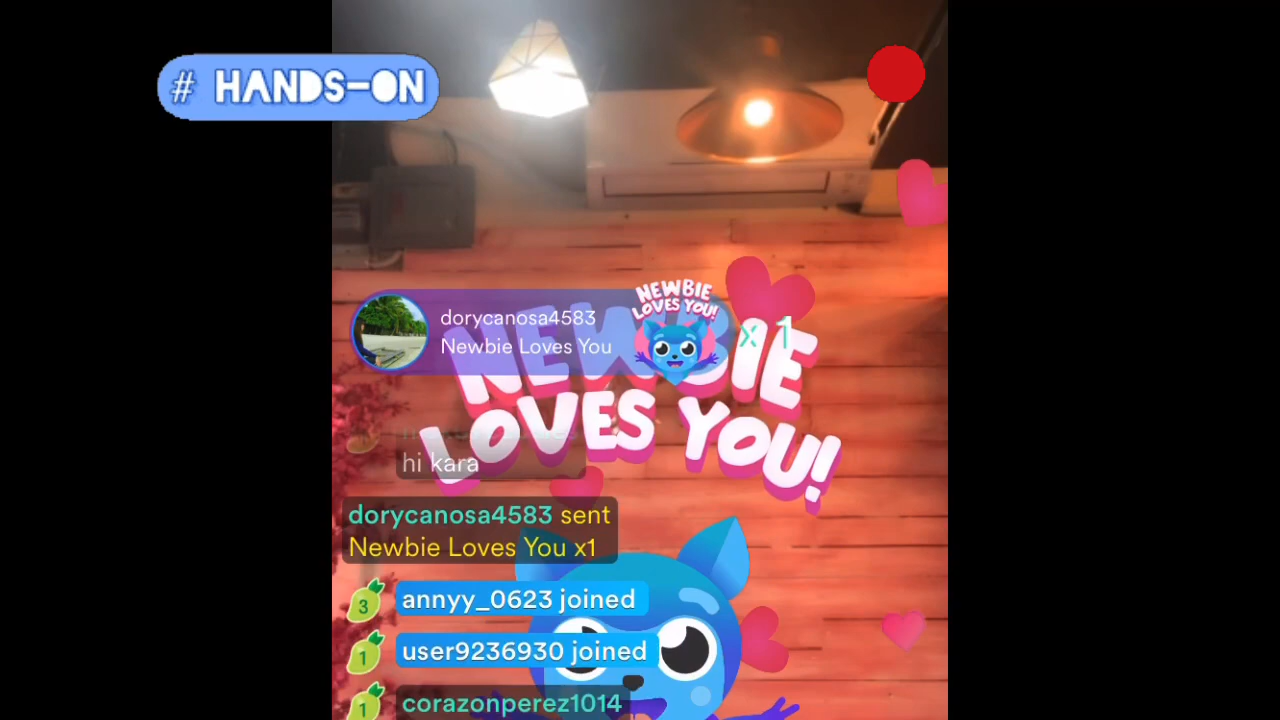 # HANDS-ON
NEWBIE
LOVES YOU!
dorycanosa4583
Newbie Loves You
x 1
NEWBIE
LOVES YOU!
hi kara
dorycanosa4583 sent
Newbie Loves You x1
3
annyy_0623 joined
1
user9236930 joined
1
corazonperez1014